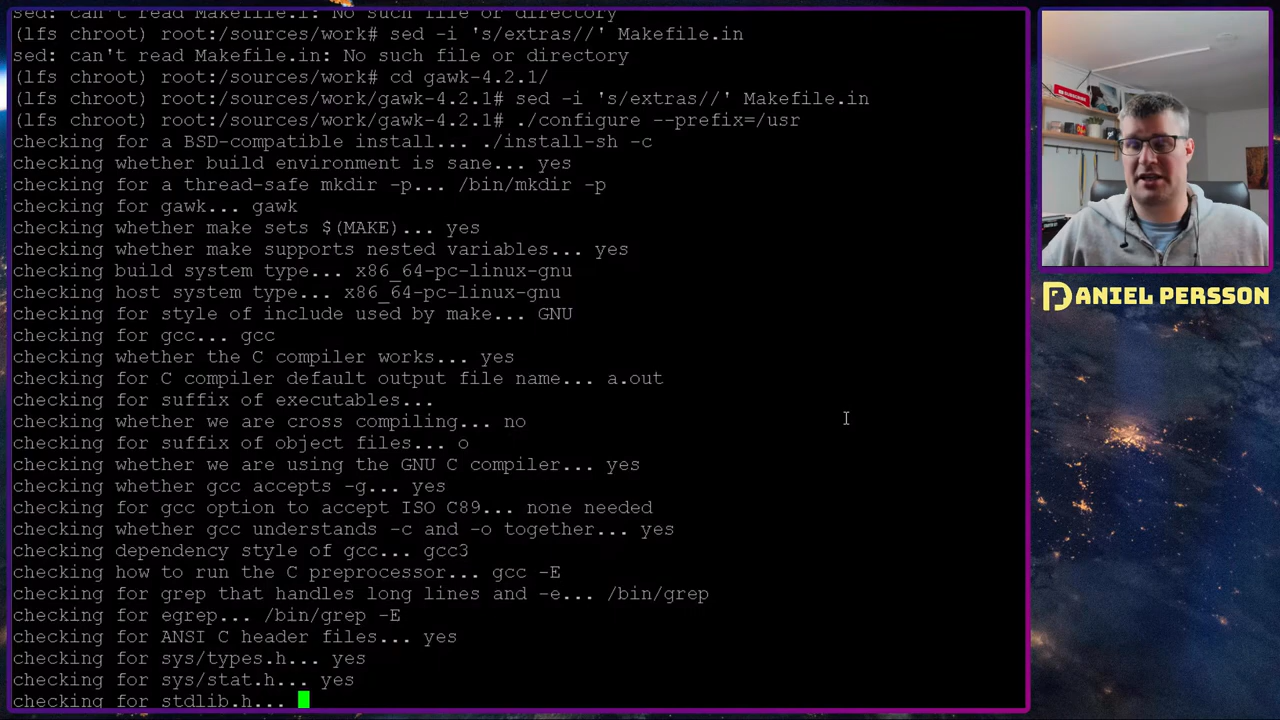 sed: can't read Makefile.i: No such file or directory
(lfs chroot) root:/sources/work# sed -i 's/extras//' Makefile.in
sed: can't read Makefile.in: No such file or directory
(lfs chroot) root:/sources/work# cd gawk-4.2.1/
(lfs chroot) root:/sources/work/gawk-4.2.1# sed -i 's/extras//' Makefile.in
(lfs chroot) root:/sources/work/gawk-4.2.1# ./configure --prefix=/usr
checking for a BSD-compatible install... ./install-sh -c
checking whether build environment is sane... yes
checking for a thread-safe mkdir -p... /bin/mkdir -p
checking for gawk... gawk
checking whether make sets $(MAKE)... yes
checking whether make supports nested variables... yes
checking build system type... x86_64-pc-linux-gnu
checking host system type... x86_64-pc-linux-gnu
checking for style of include used by make... GNU
checking for gcc... gcc
checking whether the C compiler works... yes
checking for C compiler default output file name... a.out
checking for suffix of executables...
checking whether we are cross compiling... no
checking for suffix of object files... o
checking whether we are using the GNU C compiler... yes
checking whether gcc accepts -g... yes
checking for gcc option to accept ISO C89... none needed
checking whether gcc understands -c and -o together... yes
checking dependency style of gcc... gcc3
checking how to run the C preprocessor... gcc -E
checking for grep that handles long lines and -e... /bin/grep
checking for egrep... /bin/grep -E
checking for ANSI C header files... yes
checking for sys/types.h... yes
checking for sys/stat.h... yes
checking for stdlib.h...
SUBSCRIBE
DANIEL PERSSON